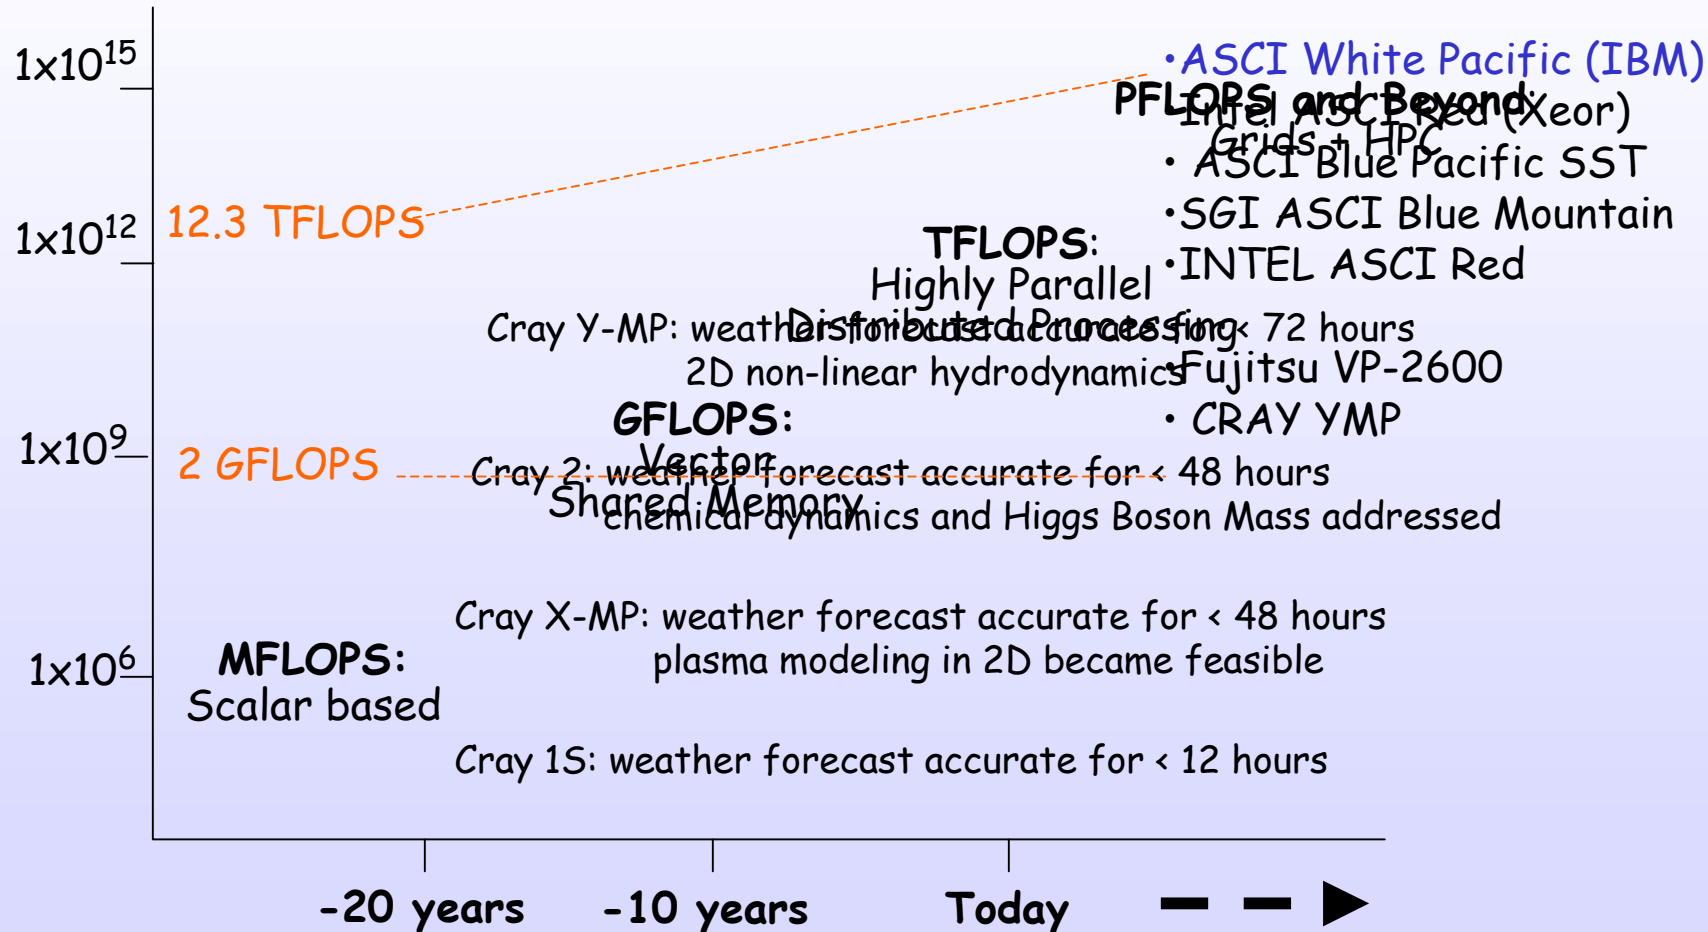 1x10^15
•ASCI White Pacific (IBM)
PFLOPS and Beyond:
•Intel ASCI Red (Xeor)
Grids + HPC
• ASCI Blue Pacific SST
12.3 TFLOPS
•SGI ASCI Blue Mountain
1x10^12
TFLOPS:
•INTEL ASCI Red
Highly Parallel
Distributed Processing
Cray Y-MP: weather forecast accurate for < 72 hours
2D non-linear hydrodynamics
•Fujitsu VP-2600
GFLOPS:
• CRAY YMP
1x10^9
2 GFLOPS
Vector
Cray 2: weather forecast accurate for < 48 hours
Shared Memory
chemical dynamics and Higgs Boson Mass addressed
Cray X-MP: weather forecast accurate for < 48 hours
plasma modeling in 2D became feasible
1x10^6
MFLOPS:
Scalar based
Cray 1S: weather forecast accurate for < 12 hours
-20 years
-10 years
Today